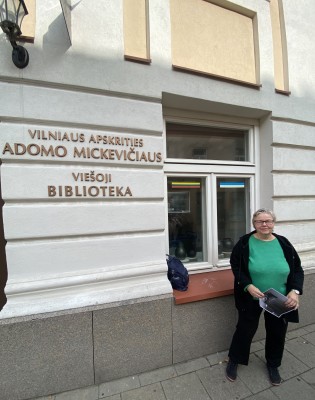 VILNIAUS APSKRITIES
ADOMO MICKEVIČIAUS
VIEŠOJI
BIBLIOTEKA